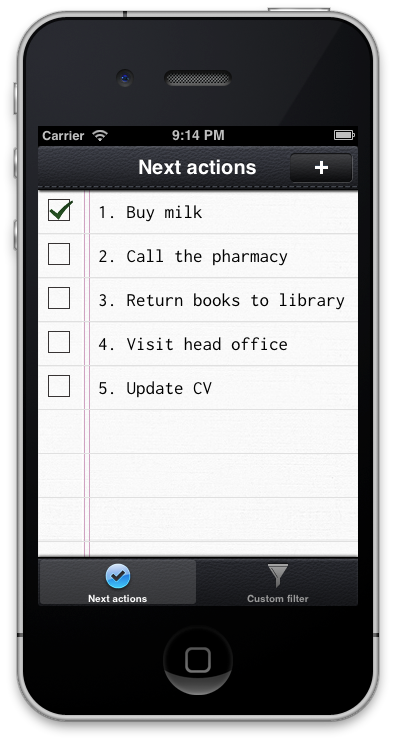 Carrier 9:14 PM
Next actions +
1. Buy milk
2. Call the pharmacy
3. Return books to library
4. Visit head office
5. Update CV
Next actions Custom filter